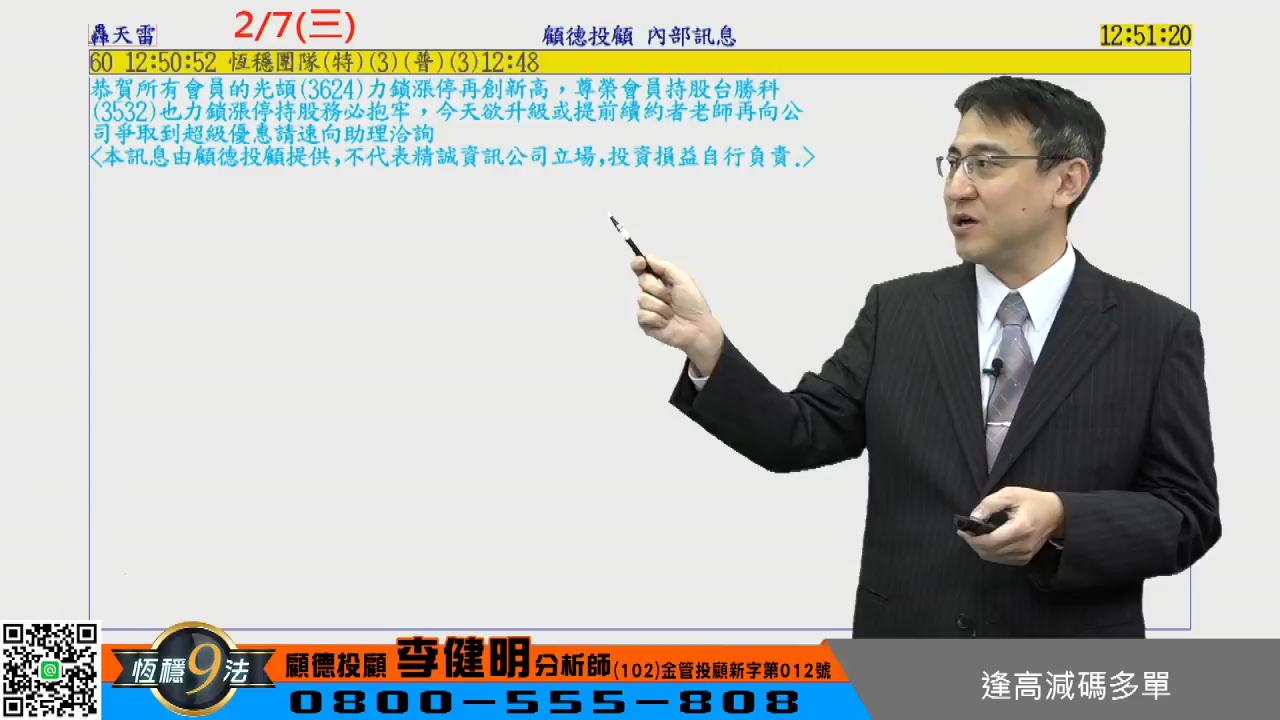 轟天雷
2/7(三)
顧德投顧 內部訊息
12:51:20
60 12:50:52 恆穩團隊(特)(3)(普)(3)12:48
恭賀所有會員的光頡(3624)力鎖漲停再創新高，尊榮會員持股台勝科
(3532)也力鎖漲停持股務必抱牢，今天欲升級或提前續約者老師再向公
司爭取到超級優惠請速向助理洽詢
<本訊息由顧德投顧提供,不代表精誠資訊公司立場,投資損益自行負責.>
恆穩9法
顧德投顧 李健明分析師(102)金管投顧新字第012號
0800-555-808
逢高減碼多單